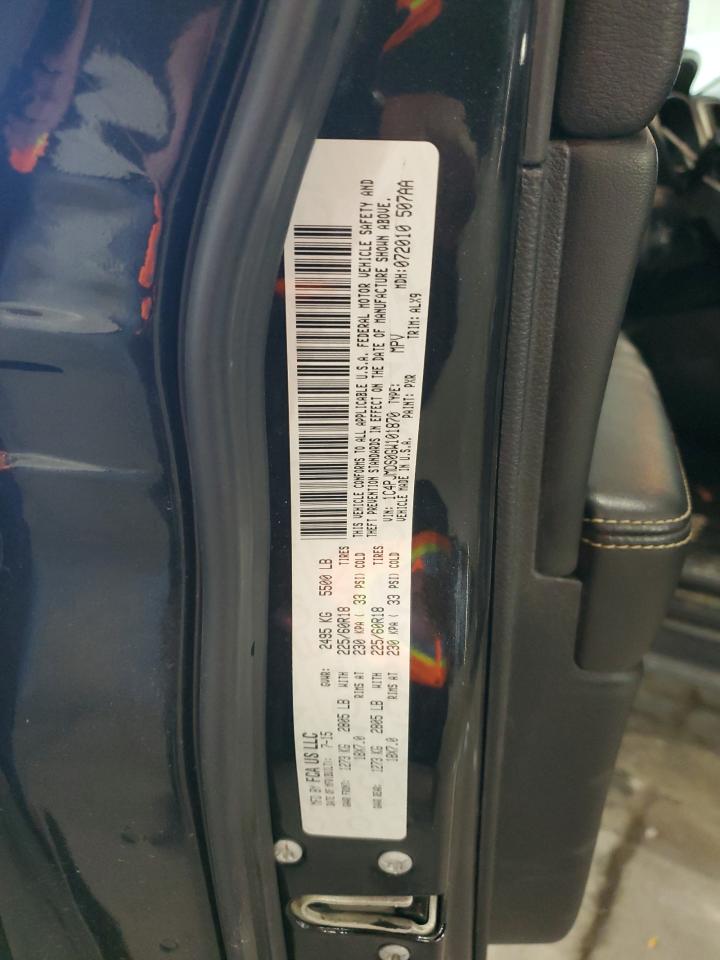 MFD BY FCA US LLC
DATE OF MFR/BUILT: 7-15 GVWR: 2495 KG 5500 LB
GAWR FRONT: 1273 KG 2805 LB WITH 225/60R18 TIRES
18X7.0 RIMS AT 230 KPA ( 33 PSI) COLD
GAWR REAR: 1273 KG 2805 LB WITH 225/60R18 TIRES
18X7.0 RIMS AT 230 KPA ( 33 PSI) COLD
THIS VEHICLE CONFORMS TO ALL APPLICABLE U.S.A. FEDERAL MOTOR VEHICLE SAFETY AND
THEFT PREVENTION STANDARDS IN EFFECT ON THE DATE OF MANUFACTURE SHOWN ABOVE.
VIN: 1C4PJMDS0GW101870 TYPE: MPV MDH:072010 507AA
VEHICLE MADE IN U.S.A. PAINT: PXR TRIM: ALX9